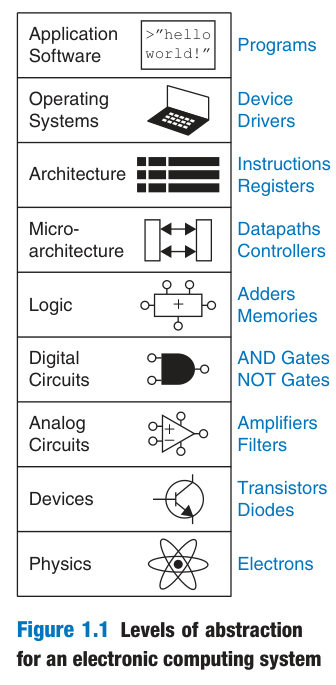 Application
Software
>”hello
world!”
Programs
Operating
Systems
Device
Drivers
Architecture
Instructions
Registers
Micro-
architecture
Datapaths
Controllers
Logic
+
Adders
Memories
Digital
Circuits
AND Gates
NOT Gates
Analog
Circuits
+
−
Amplifiers
Filters
Devices
Transistors
Diodes
Physics
Electrons
Figure 1.1 Levels of abstraction
for an electronic computing system